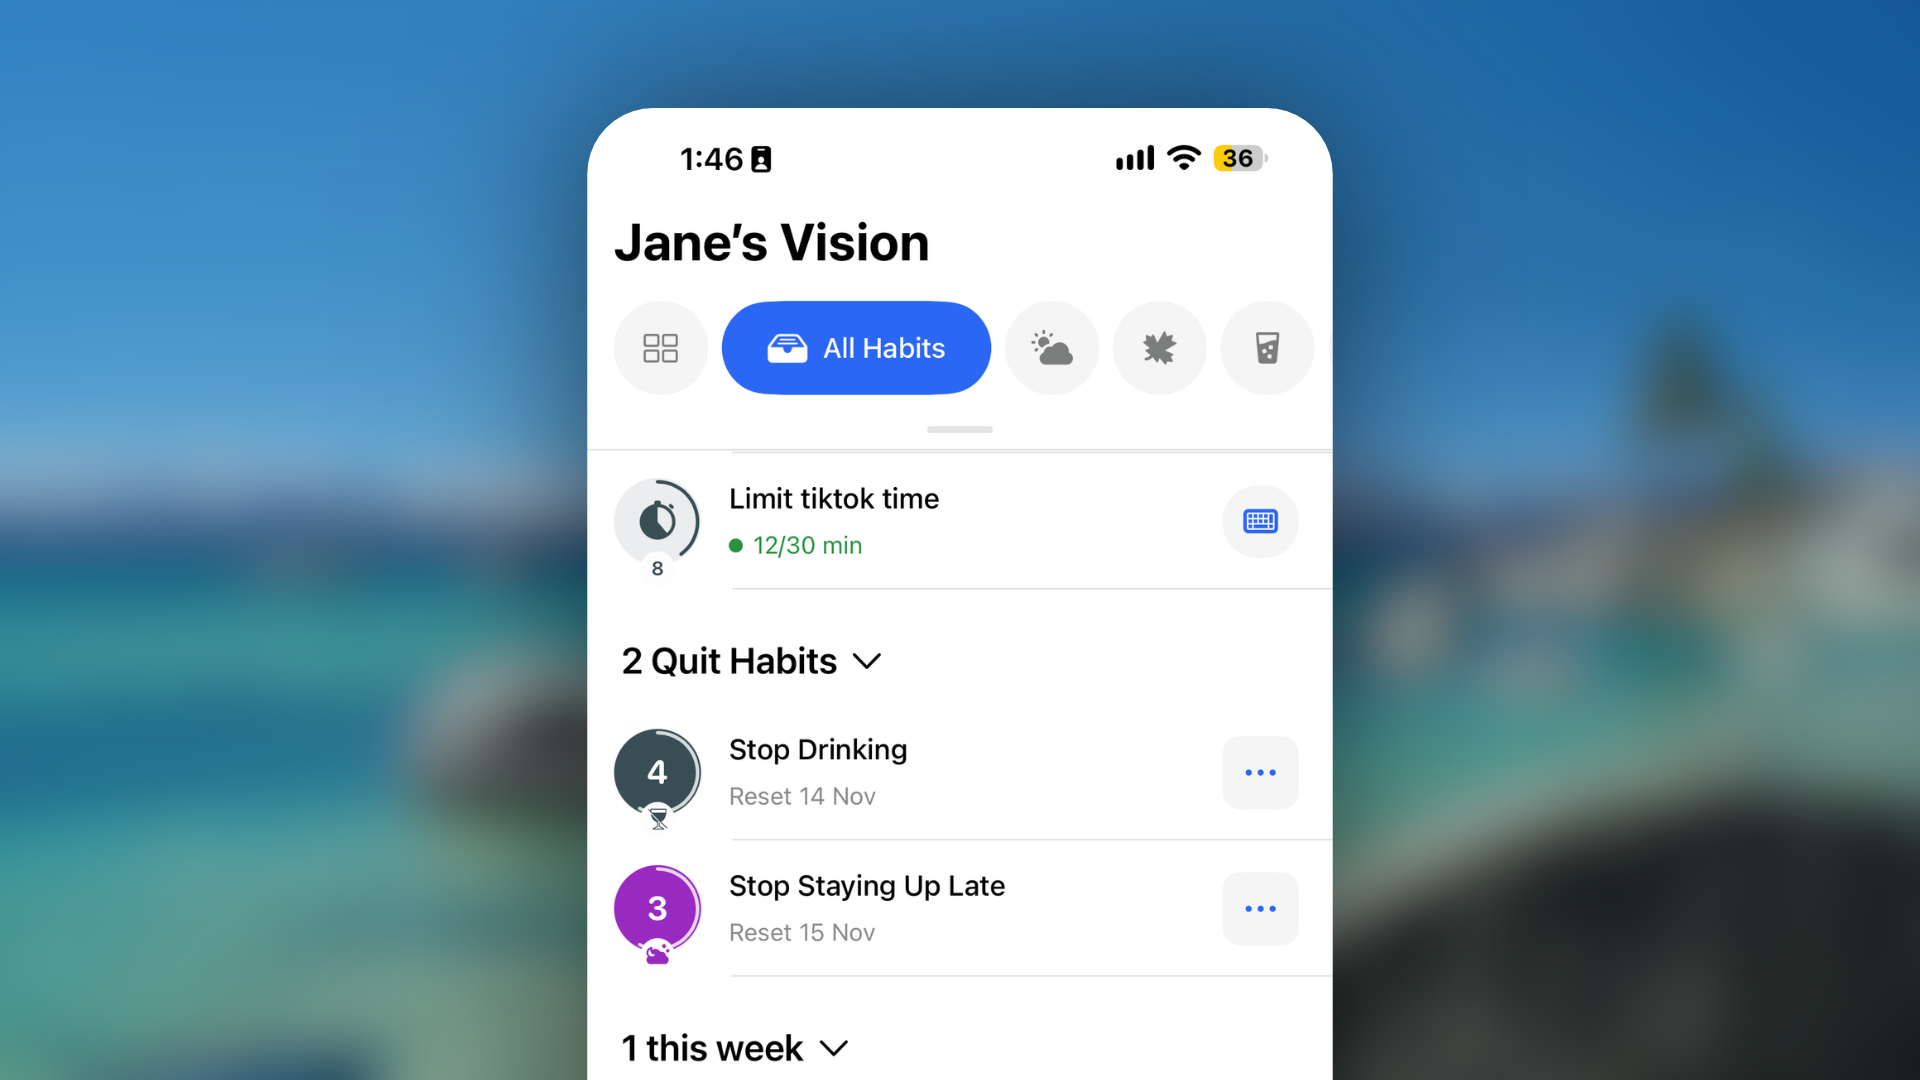 1:46
36
Jane's Vision
All Habits
Limit tiktok time
12/30 min
8
2 Quit Habits
4
Stop Drinking
Reset 14 Nov
3
Stop Staying Up Late
Reset 15 Nov
1 this week